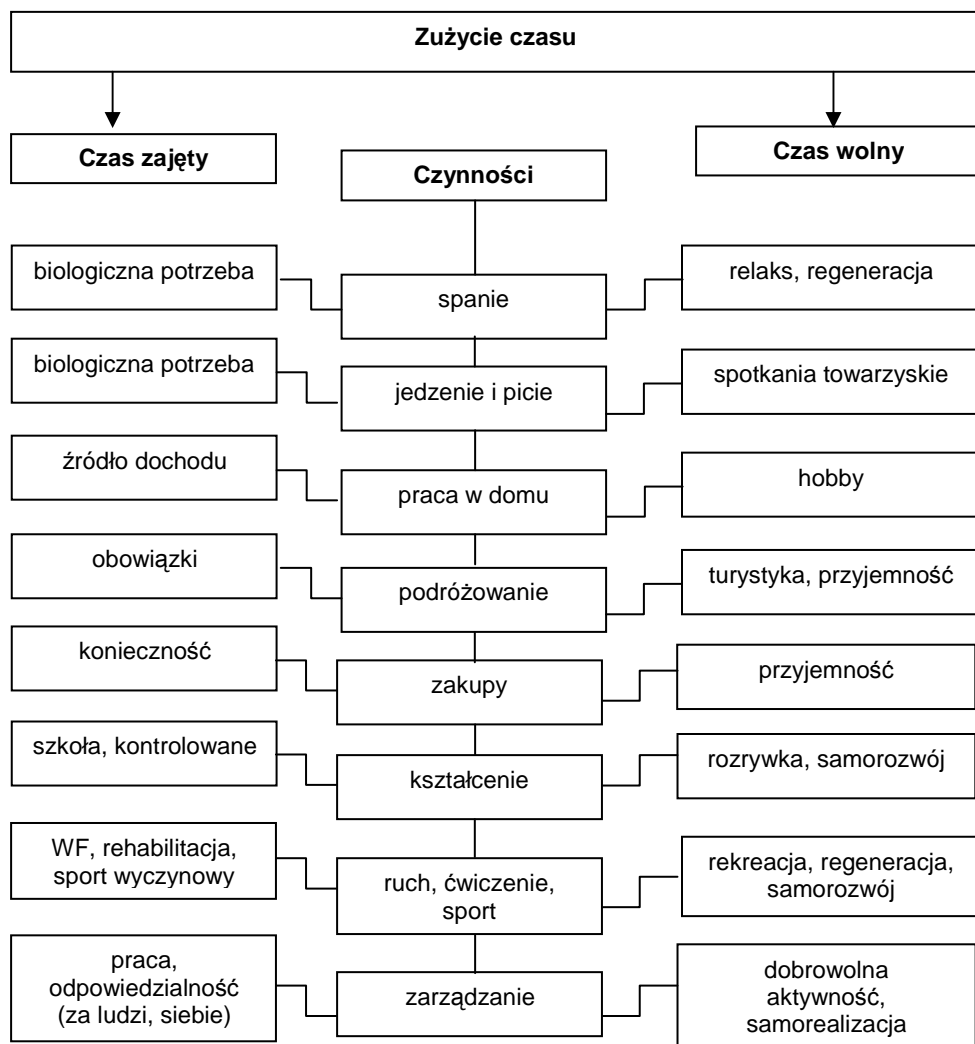 Zużycie czasu
Czas zajęty
Czynności
Czas wolny
biologiczna potrzeba
spanie
relaks, regeneracja
biologiczna potrzeba
jedzenie i picie
spotkania towarzyskie
źródło dochodu
praca w domu
hobby
obowiązki
podróżowanie
turystyka, przyjemność
konieczność
zakupy
przyjemność
szkoła, kontrolowane
kształcenie
rozrywka, samorozwój
WF, rehabilitacja,
sport wyczynowy
ruch, ćwiczenie,
sport
rekreacja, regeneracja,
samorozwój
praca,
odpowiedzialność
(za ludzi, siebie)
zarządzanie
dobrowolna
aktywność,
samorealizacja